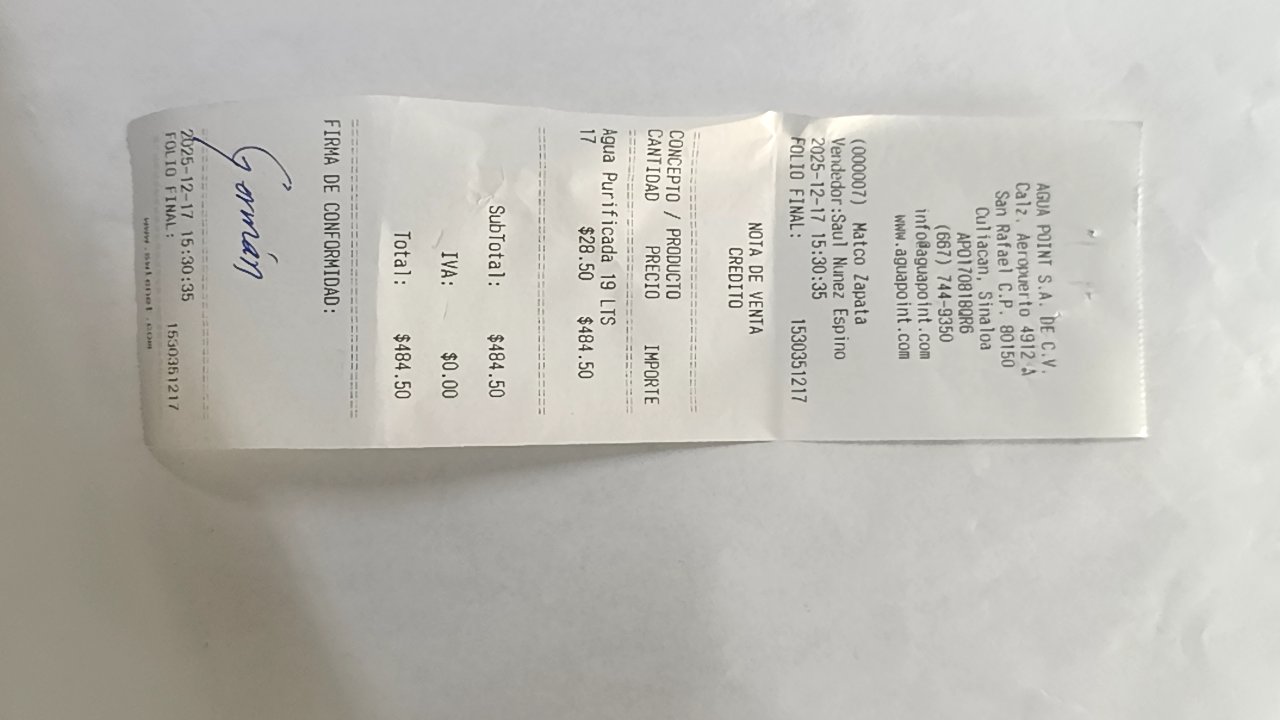 AGUA POINT S.A. DE C.V.
Calz. Aeropuerto 4912 A
San Rafael C.P. 80150
Culiacan, Sinaloa
APO170818QR6
(667) 744-9350
info@aguapoint.com
www.aguapoint.com
(000007) Matco Zapata
Vendedor:Saul Nunez Espino
2025-12-17 15:30:35
FOLIO FINAL: 1530351217
NOTA DE VENTA
CREDITO
CONCEPTO / PRODUCTO
CANTIDAD PRECIO IMPORTE
Agua Purificada 19 LTS
17 $28.50 $484.50
SubTotal: $484.50
IVA: $0.00
Total: $484.50
FIRMA DE CONFORMIDAD:
Germán
2025-12-17 15:30:35
FOLIO FINAL: 1530351217